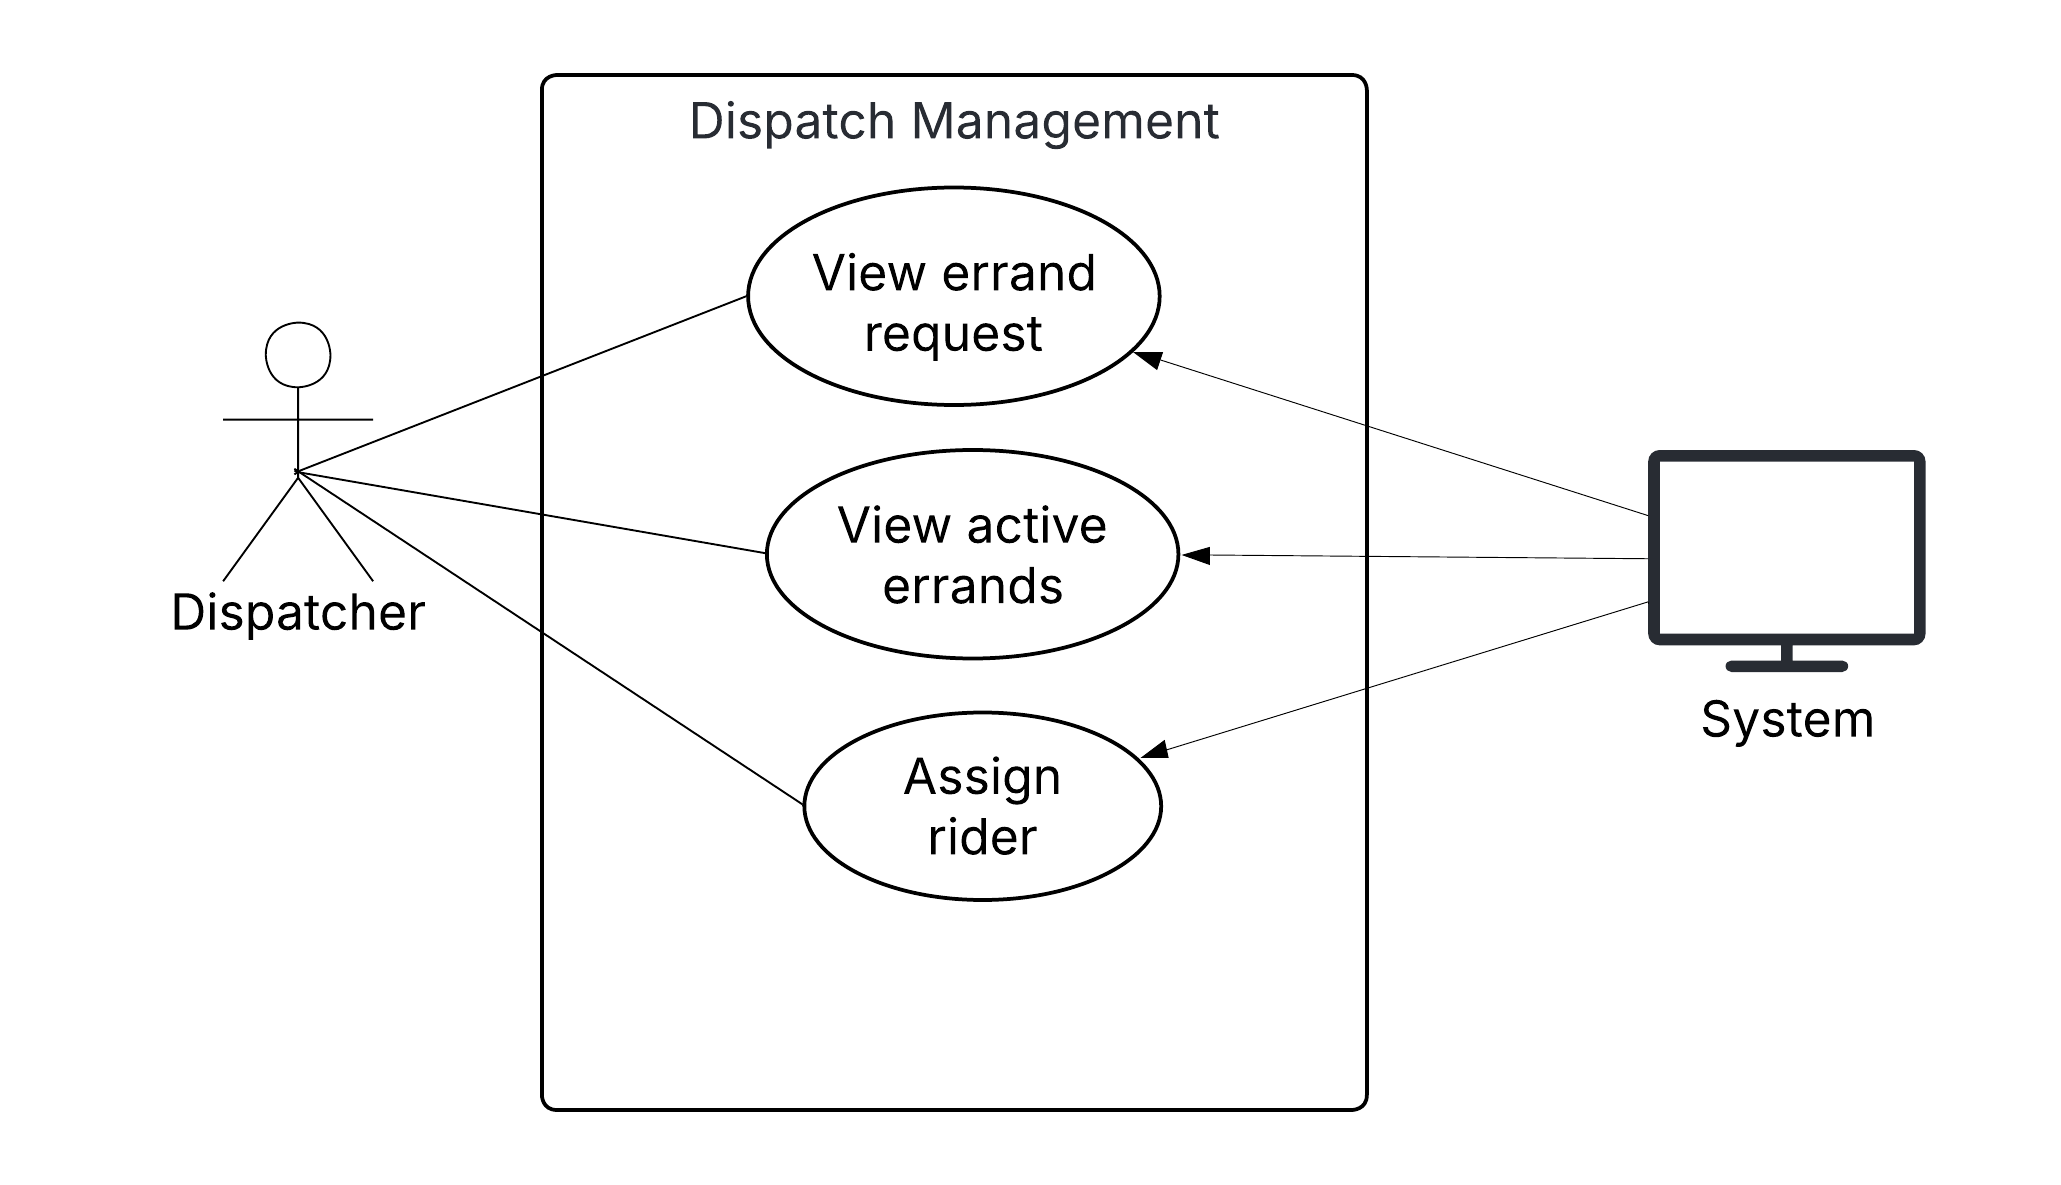 Dispatch Management
View errand
request
View active
errands
Dispatcher
System
Assign
rider